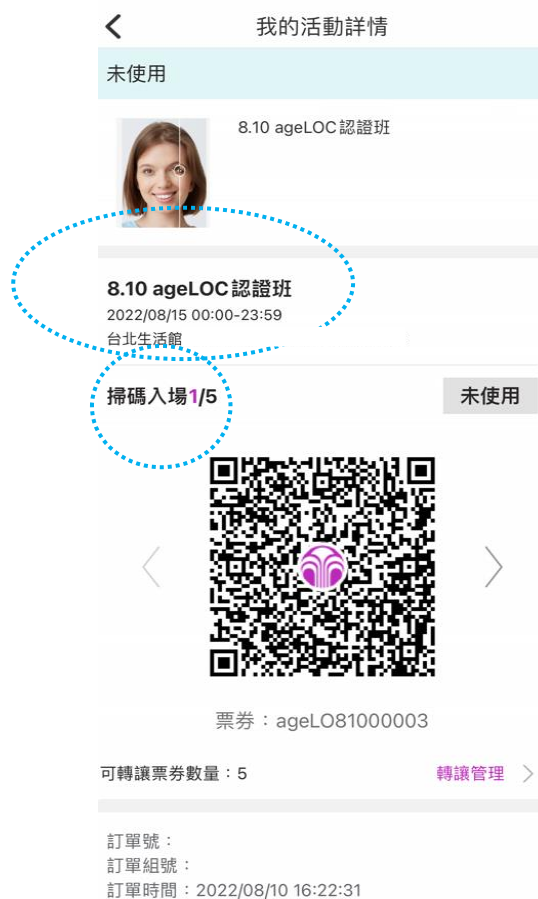 我的活動詳情
未使用
8.10 ageLOC認證班
8.10 ageLOC認證班
2022/08/15 00:00-23:59
台北生活館
掃碼入場1/5
未使用
票券：ageLO81000003
可轉讓票券數量：5
轉讓管理
訂單號：
訂單組號：
訂單時間：2022/08/10 16:22:31